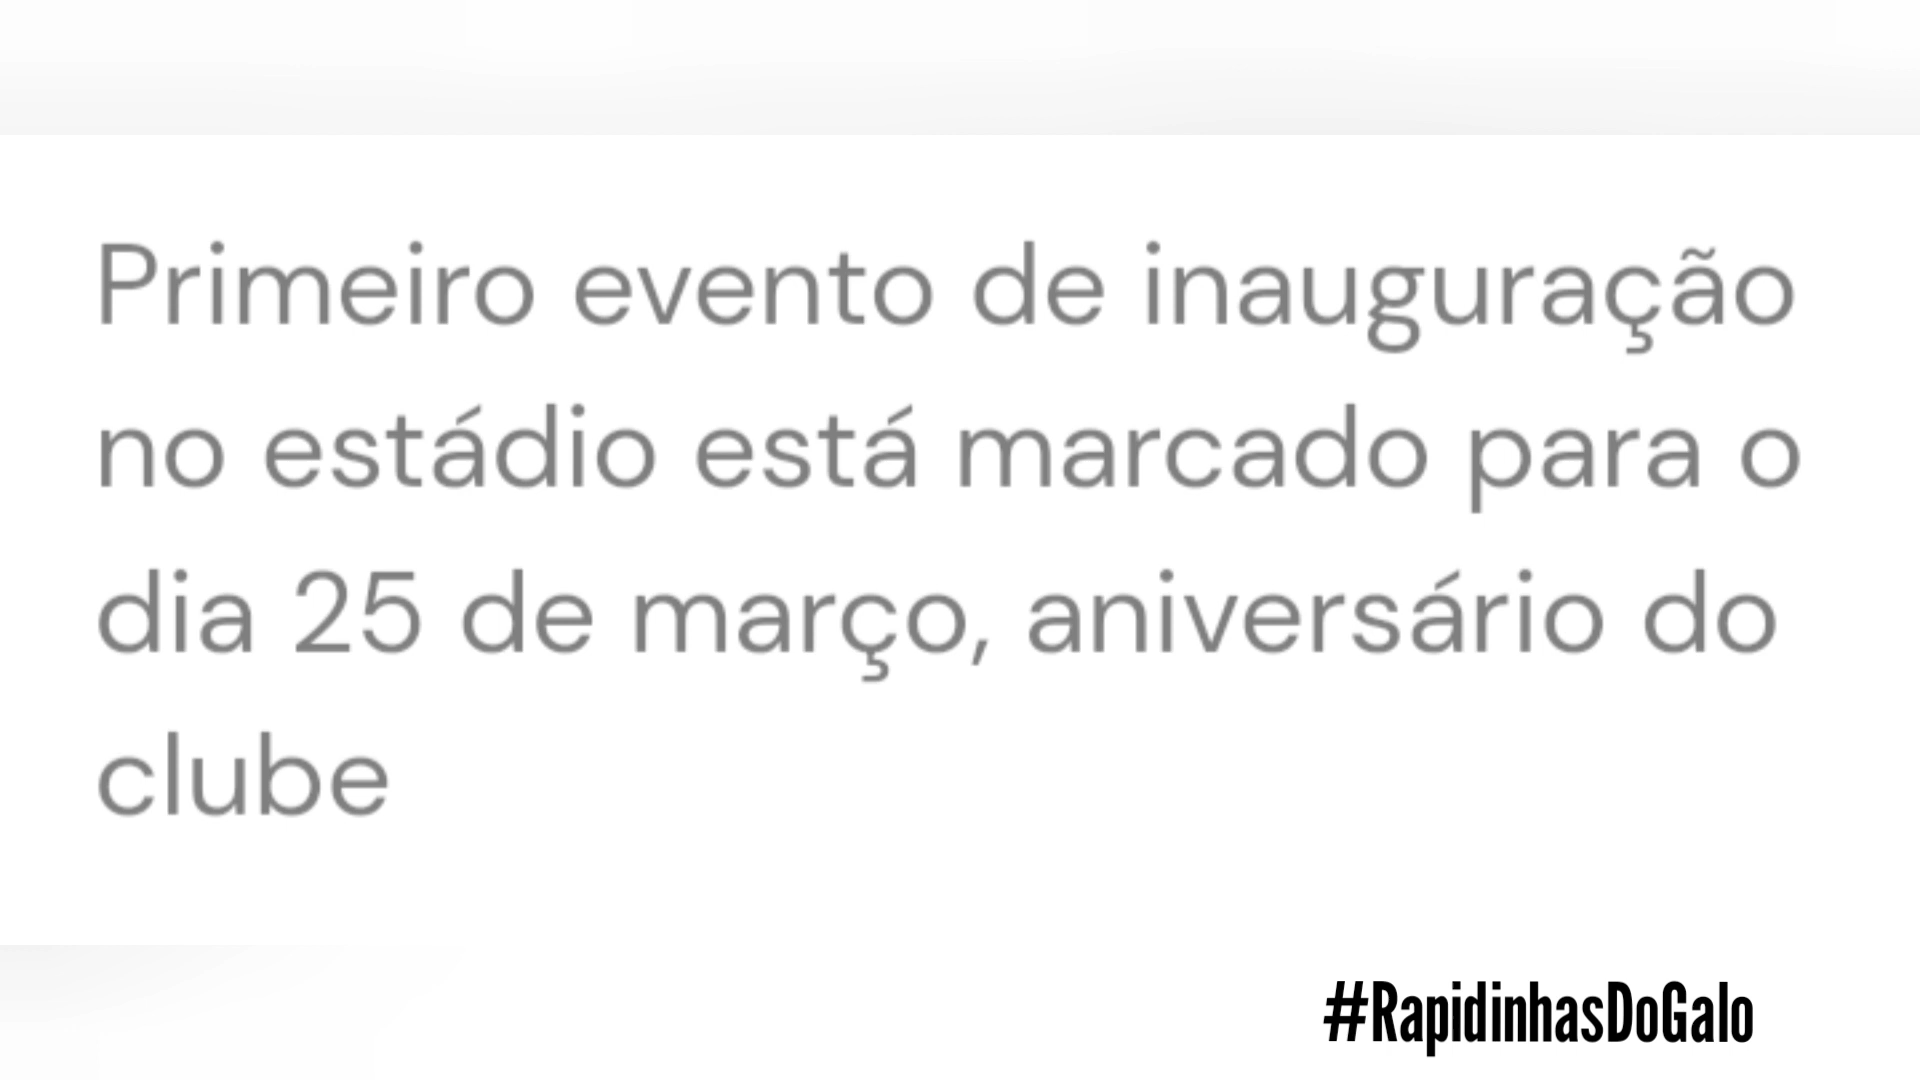 Primeiro evento de inauguração
no estádio está marcado para o
dia 25 de março, aniversário do
clube
#RapidinhasDoGalo